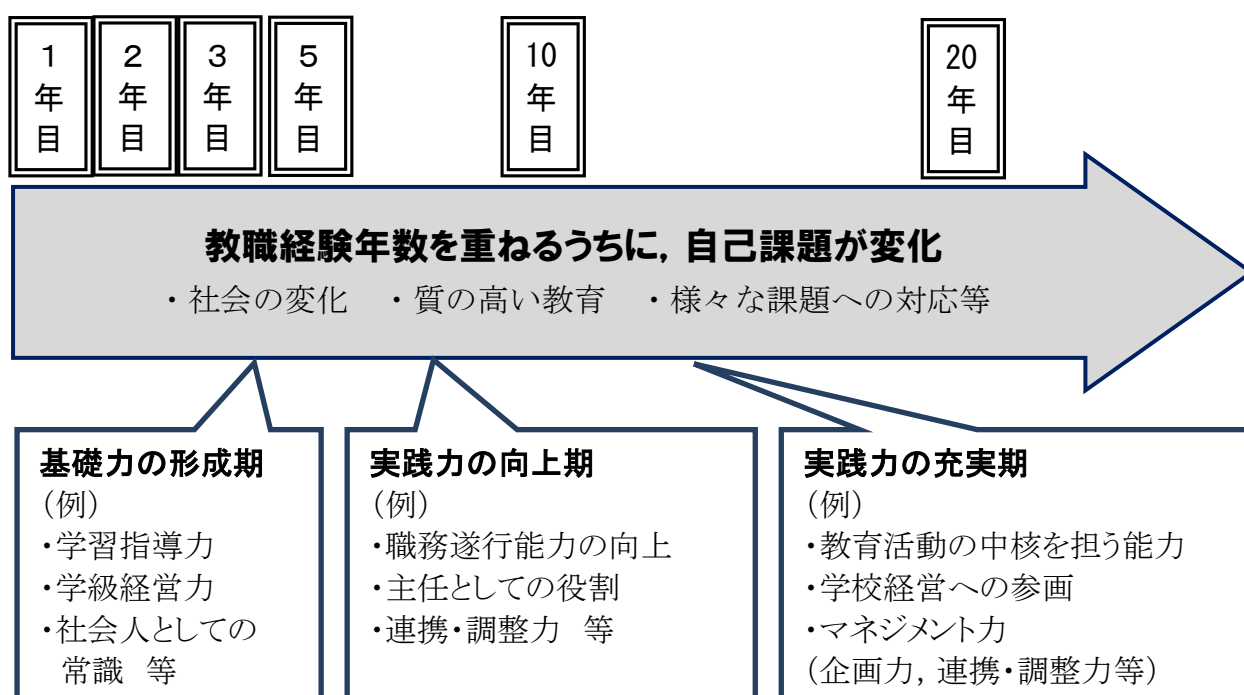 1年目
2年目
3年目
5年目
10年目
20年目
教職経験年数を重ねるうちに，自己課題が変化
・社会の変化　・質の高い教育　・様々な課題への対応等
基礎力の形成期
（例）
・学習指導力
・学級経営力
・社会人としての
常識　等
実践力の向上期
（例）
・職務遂行能力の向上
・主任としての役割
・連携・調整力　等
実践力の充実期
（例）
・教育活動の中核を担う能力
・学校経営への参画
・マネジメント力
（企画力，連携・調整力等）